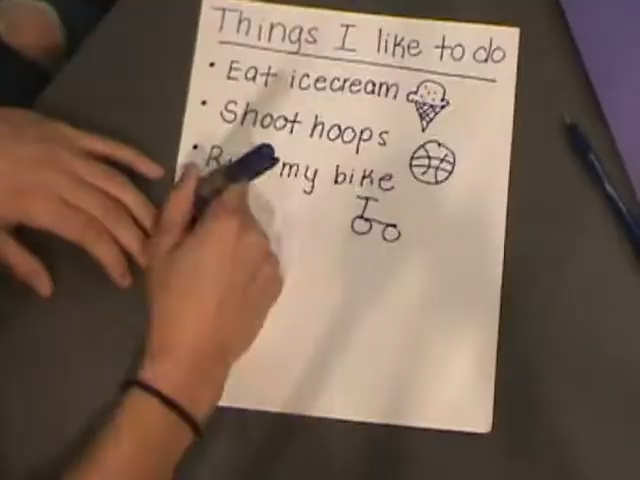 Things I like to do
• Eat icecream
• Shoot hoops
• my bike